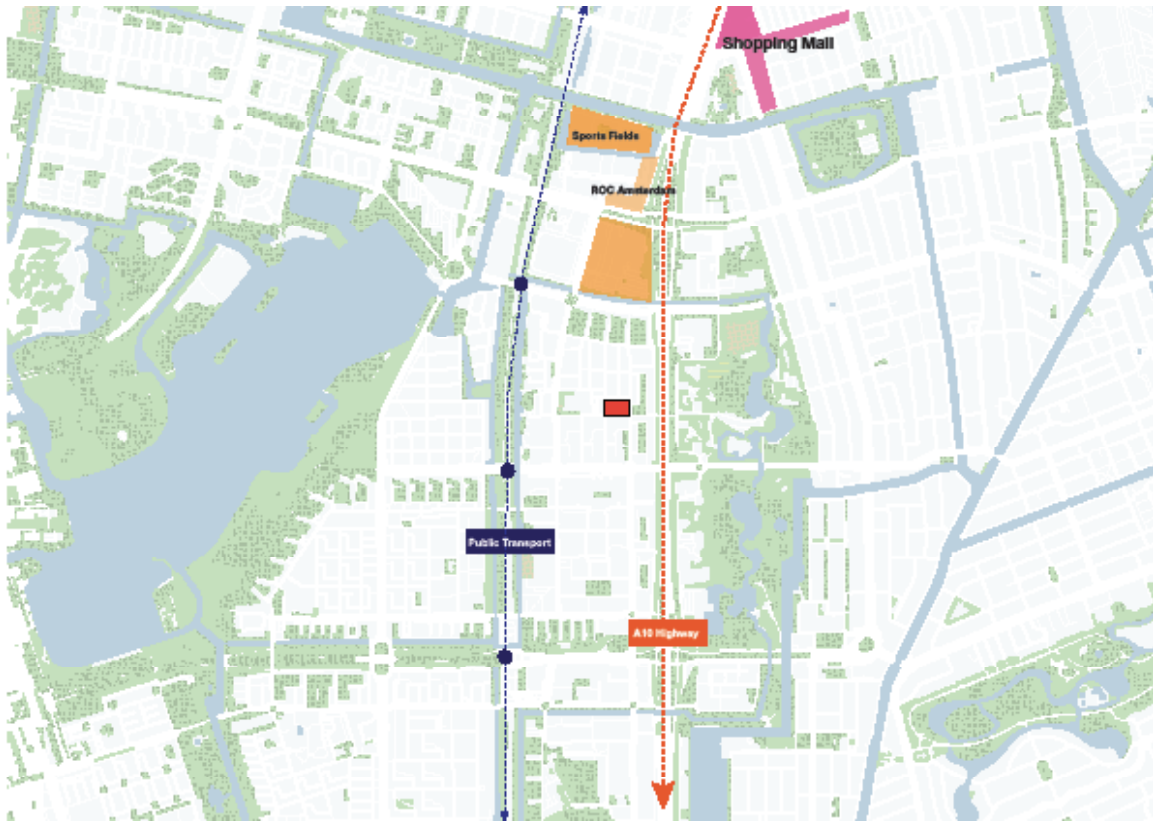 Shopping Mall
Sports Fields
ROC Amsterdam
Public Transport
A10 Highway